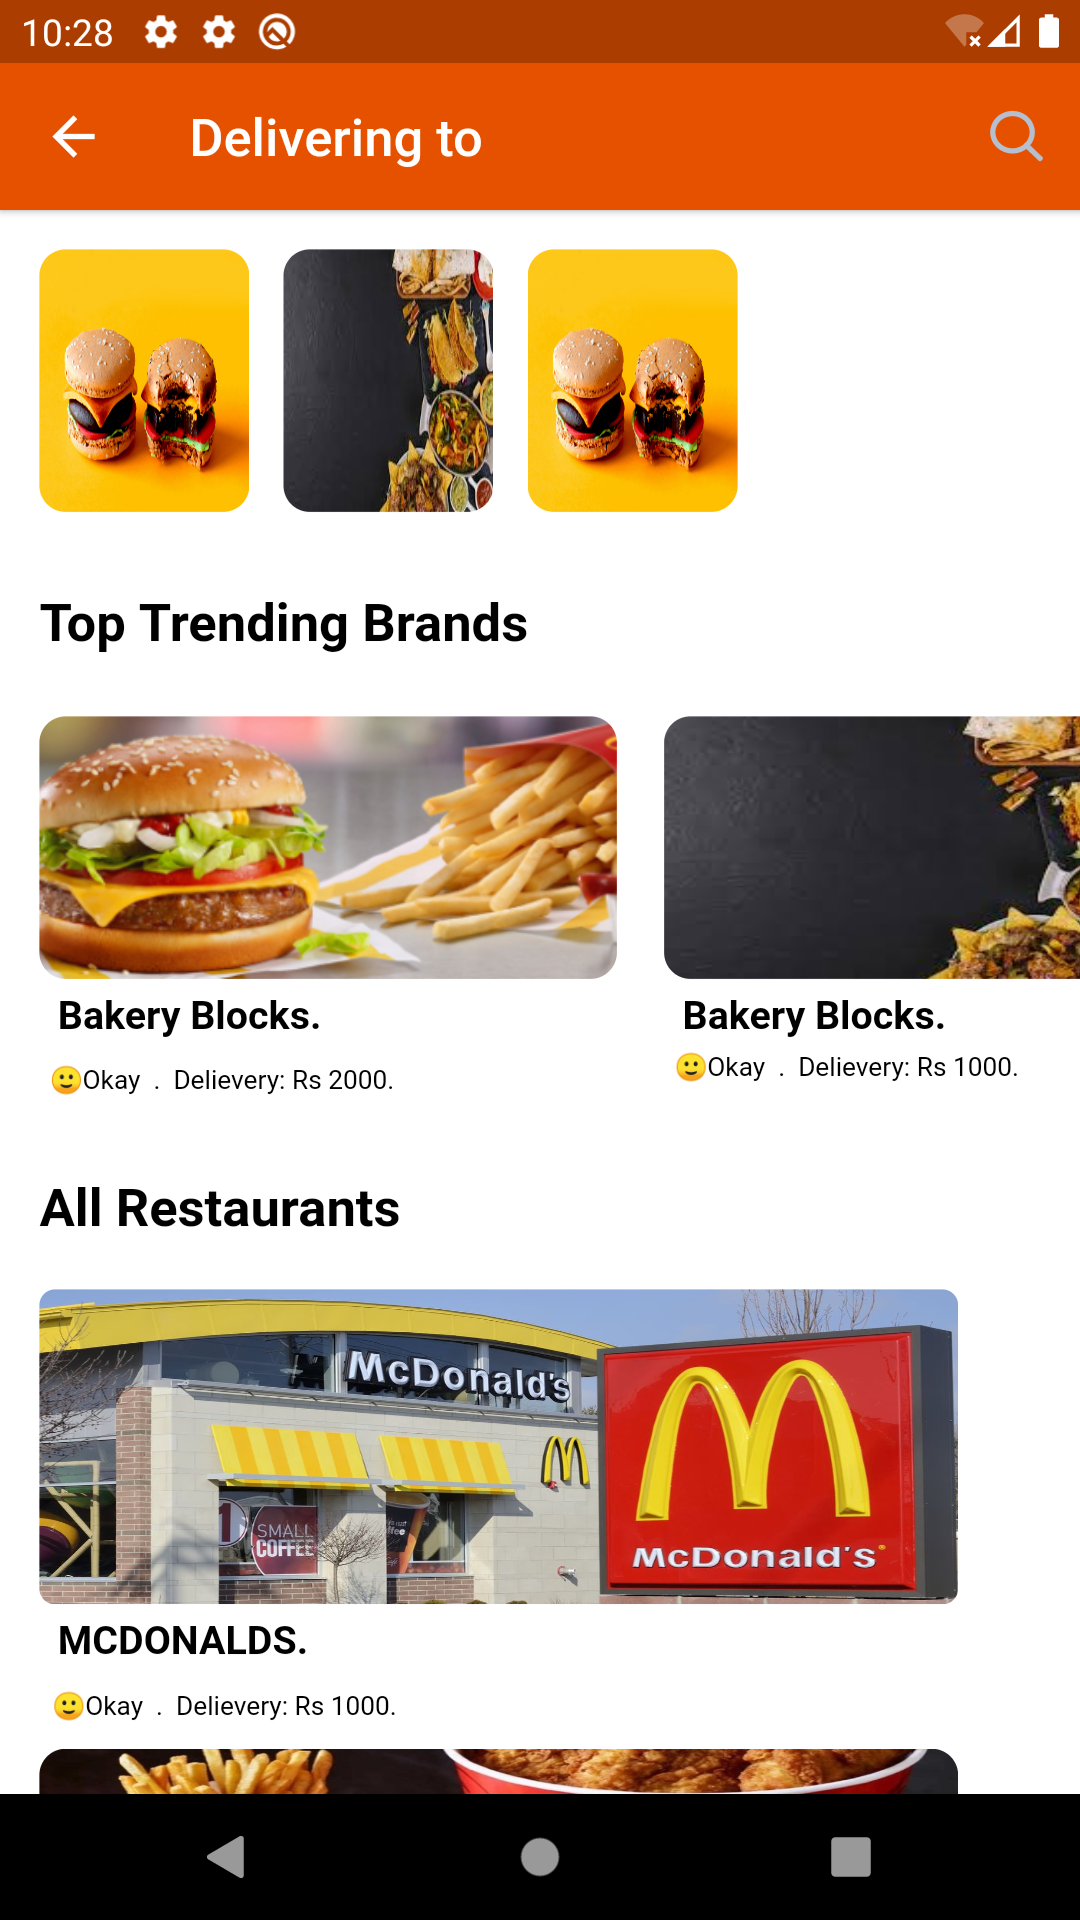 10:28
Delivering to
Top Trending Brands
Bakery Blocks.
🙂Okay . Delievery: Rs 2000.
Bakery Blocks.
🙂Okay . Delievery: Rs 1000.
All Restaurants
McDonald's
SMALL
COFFEE
McDonald's
MCDONALDS.
🙂Okay . Delievery: Rs 1000.